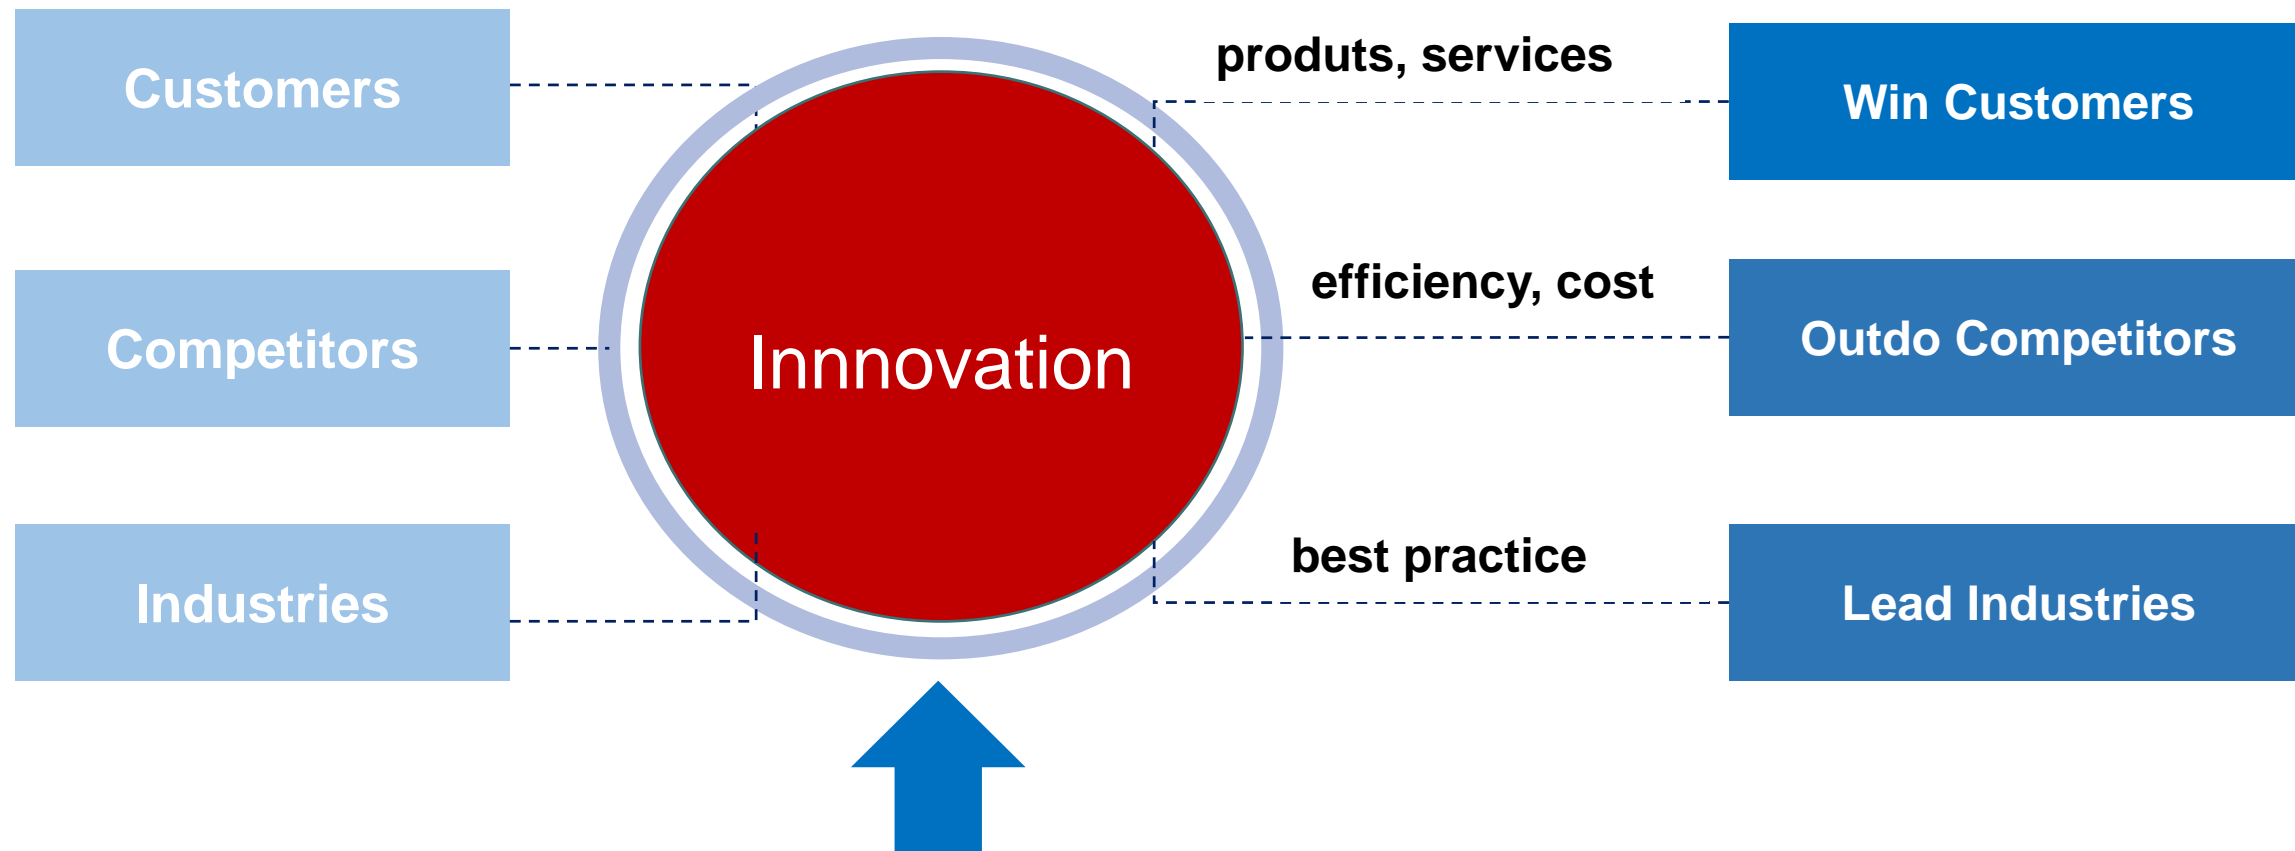 Customers
produts, services
Win Customers
Competitors
Innnovation
efficiency, cost
Outdo Competitors
Industries
best practice
Lead Industries